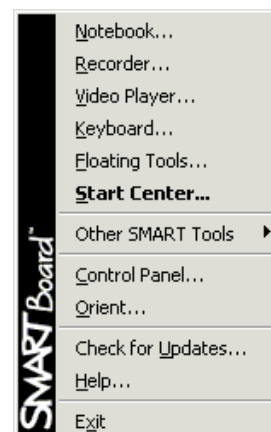 Notebook...
Recorder...
Video Player...
Keyboard...
Floating Tools...
Start Center...
Other SMART Tools
Control Panel...
Orient...
Check for Updates...
Help...
Exit
SMART Board™